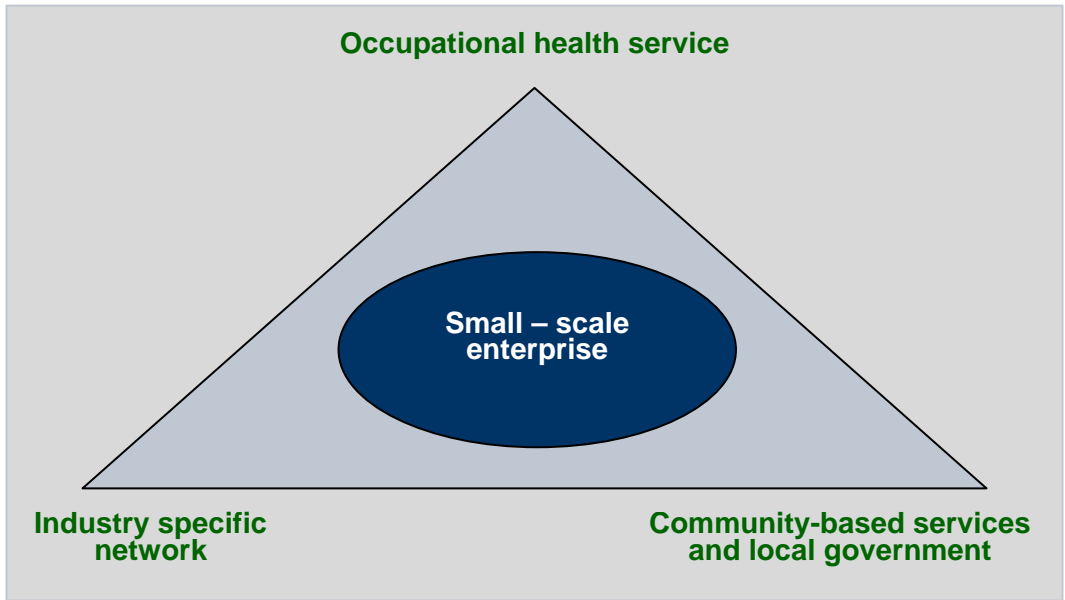 Occupational health service
Small – scale
enterprise
Industry specific
network
Community-based services
and local government